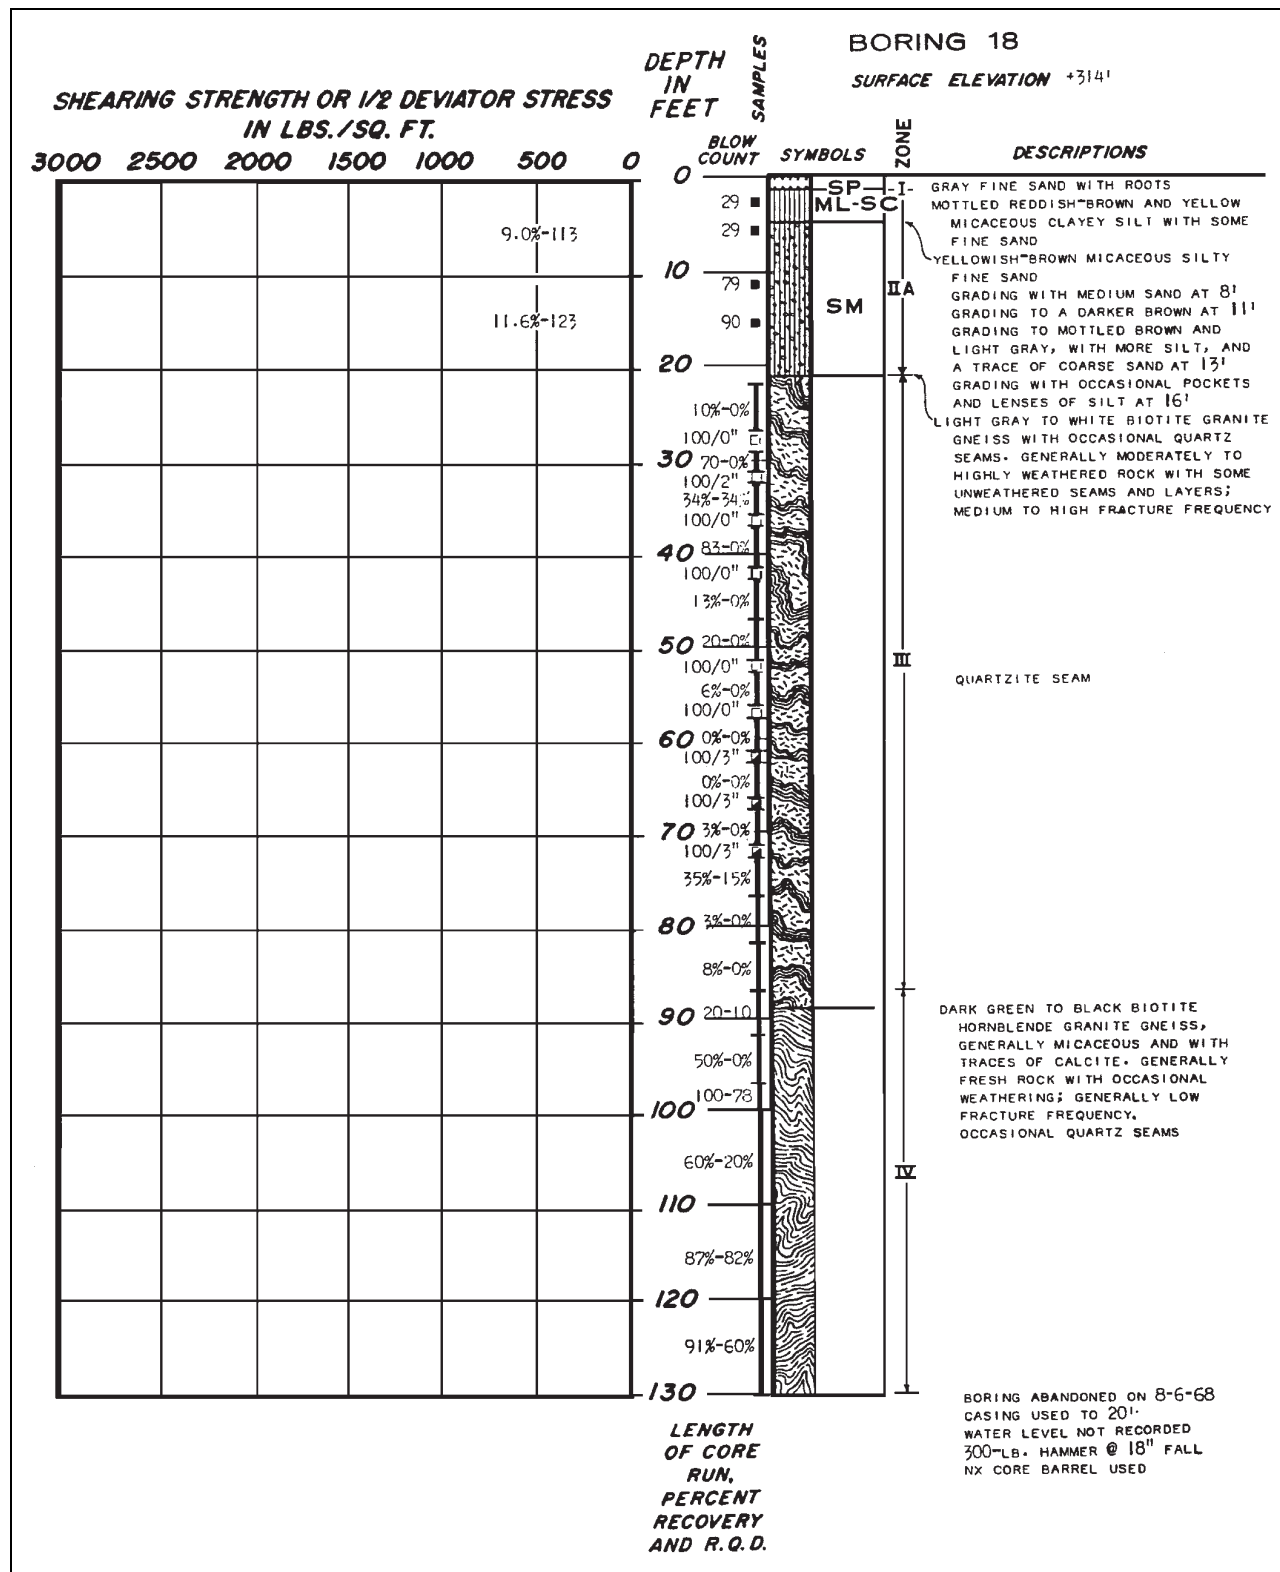 BORING 18
SURFACE ELEVATION +314'
SHEARING STRENGTH OR 1/2 DEVIATOR STRESS
IN LBS./SQ. FT.
3000 2500 2000 1500 1000 500 0
DEPTH
IN
FEET
SAMPLES
BLOW
COUNT
SYMBOLS
ZONE
DESCRIPTIONS
0
SP
I
GRAY FINE SAND WITH ROOTS
29
ML-SC
MOTTLED REDDISH-BROWN AND YELLOW
MICACEOUS CLAYEY SILT WITH SOME
FINE SAND
9.0%-113
29
YELLOWISH-BROWN MICACEOUS SILTY
FINE SAND
10
79
IIA
GRADING WITH MEDIUM SAND AT 8'
GRADING TO A DARKER BROWN AT 11'
11.6%-123
90
SM
GRADING TO MOTTLED BROWN AND
LIGHT GRAY, WITH MORE SILT, AND
20
A TRACE OF COARSE SAND AT 13'
GRADING WITH OCCASIONAL POCKETS
AND LENSES OF SILT AT 16'
10%-0%
LIGHT GRAY TO WHITE BIOTITE GRANITE
100/0"
GNEISS WITH OCCASIONAL QUARTZ
30 70-0%
SEAMS. GENERALLY MODERATELY TO
100/2"
HIGHLY WEATHERED ROCK WITH SOME
34%-34%
UNWEATHERED SEAMS AND LAYERS;
100/0"
MEDIUM TO HIGH FRACTURE FREQUENCY
40 83-0%
100/0"
13%-0%
50 20-0%
III
100/0"
QUARTZITE SEAM
6%-0%
100/0"
60 0%-0%
100/3"
0%-0%
100/3"
70 3%-0%
100/3"
35%-15%
80 3%-0%
8%-0%
90 20-10
DARK GREEN TO BLACK BIOTITE
HORNBLENDE GRANITE GNEISS,
GENERALLY MICACEOUS AND WITH
50%-0%
TRACES OF CALCITE. GENERALLY
FRESH ROCK WITH OCCASIONAL
100-78
WEATHERING; GENERALLY LOW
100
FRACTURE FREQUENCY.
OCCASIONAL QUARTZ SEAMS
60%-20%
IV
110
87%-82%
120
91%-60%
130
BORING ABANDONED ON 8-6-68
CASING USED TO 20'.
WATER LEVEL NOT RECORDED
300-LB. HAMMER @ 18" FALL
NX CORE BARREL USED
LENGTH
OF CORE
RUN,
PERCENT
RECOVERY
AND R.Q.D.